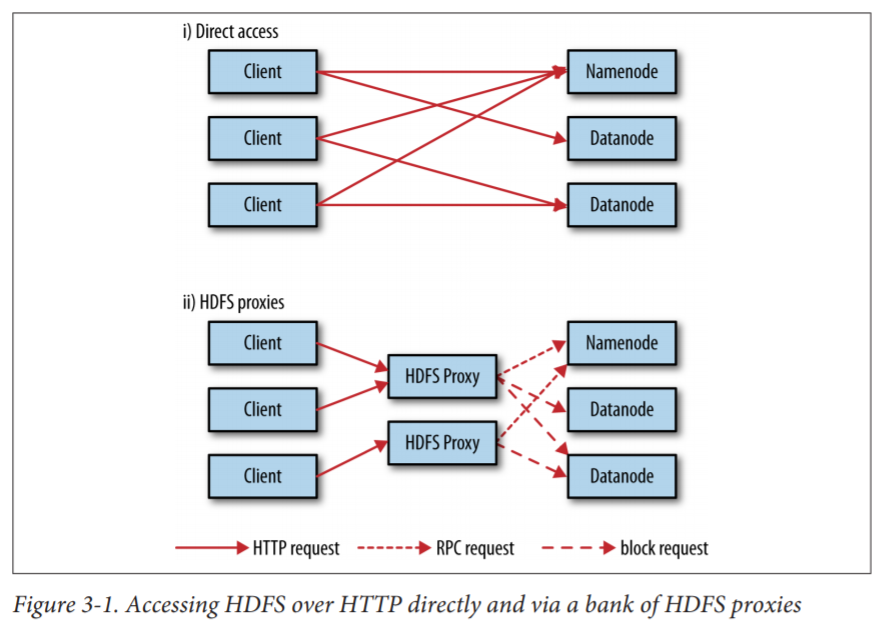 i) Direct access
Client
Namenode
Client
Datanode
Client
Datanode
ii) HDFS proxies
Client
Namenode
HDFS Proxy
Client
Datanode
HDFS Proxy
Client
Datanode
HTTP request
RPC request
block request
Figure 3-1. Accessing HDFS over HTTP directly and via a bank of HDFS proxies